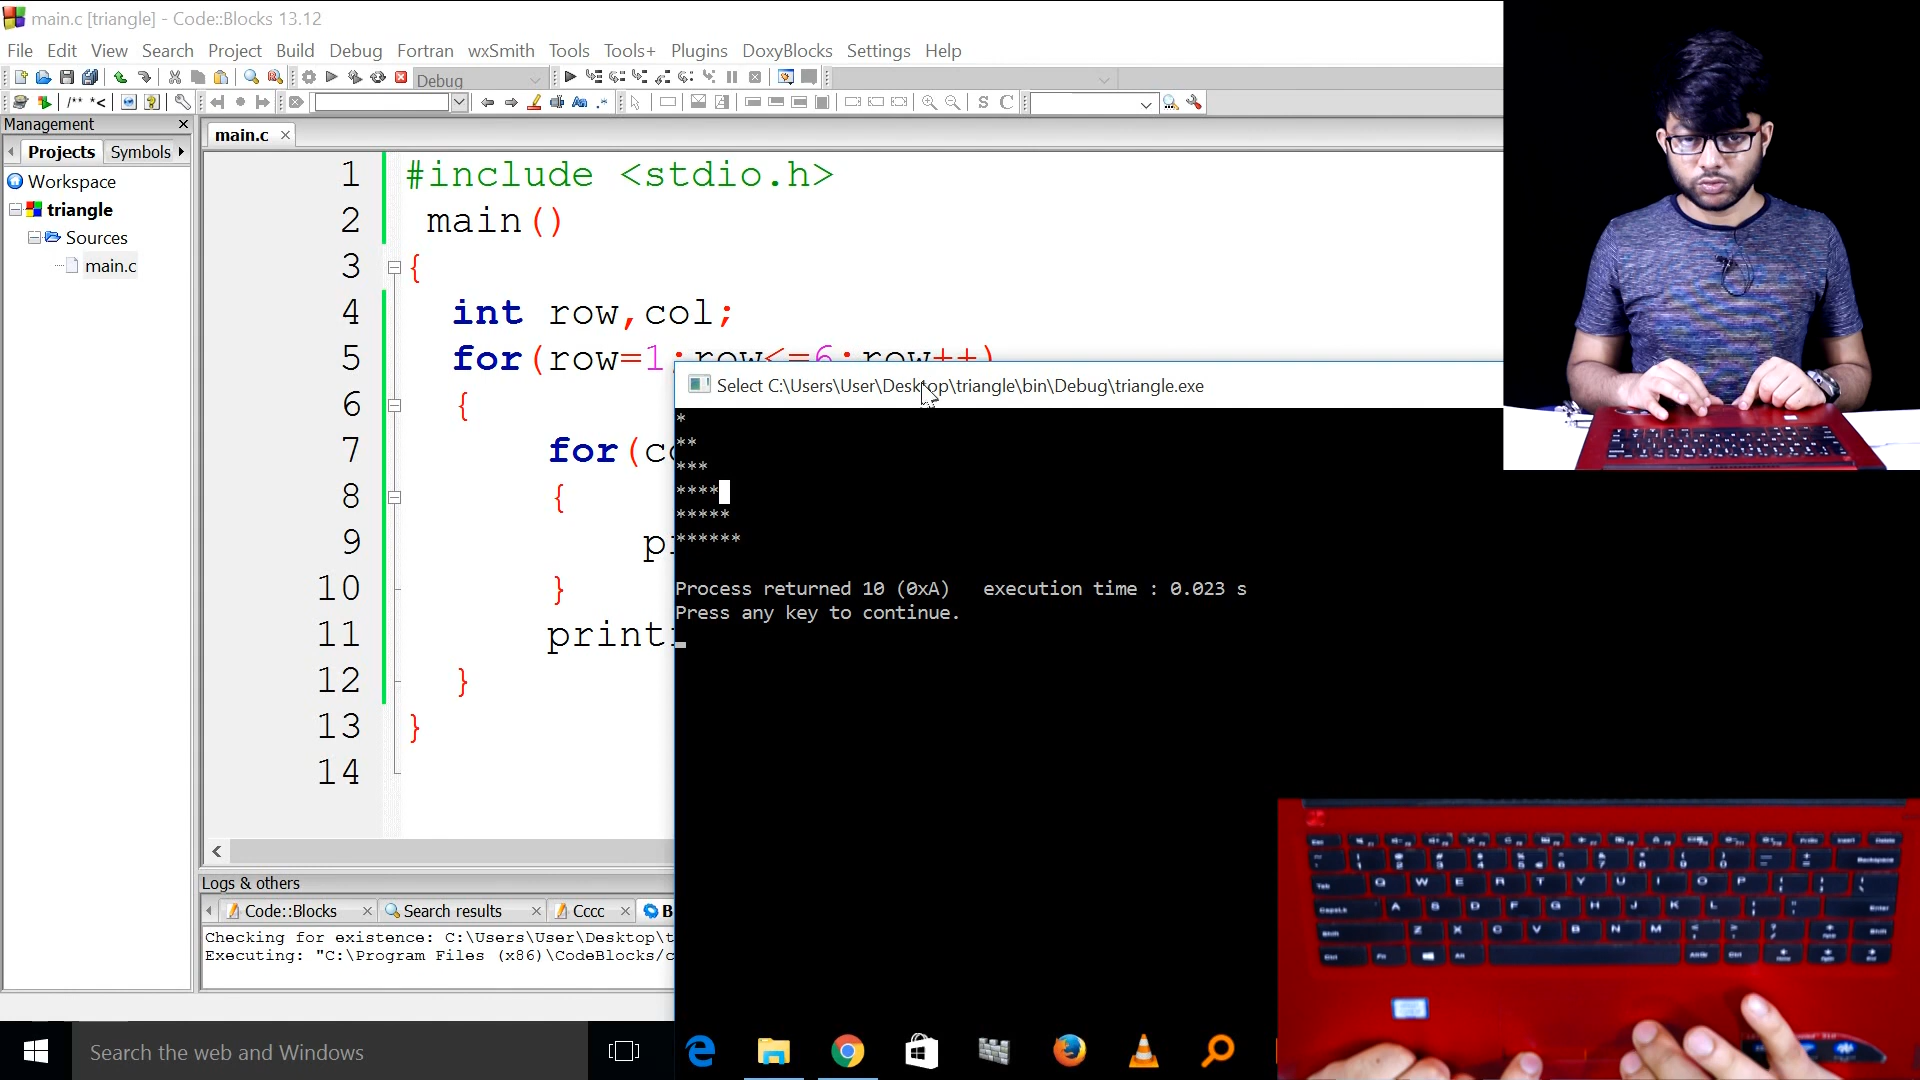 main.c [triangle] - Code::Blocks 13.12
File Edit View Search Project Build Debug Fortran wxSmith Tools Tools+ Plugins DoxyBlocks Settings Help
Debug
/** *<
S C
Management
main.c
Projects Symbols
Workspace
triangle
Sources
main.c
1 #include <stdio.h>
2 main()
3 {
4 int row,col;
5 for(row=1;row<=6;row++)
6 {
7 for(co
8 {
9 p
10 }
11 print
12 }
13 }
14
Select C:\Users\User\Desktop\triangle\bin\Debug\triangle.exe
*
**
***
****
*****
******
Process returned 10 (0xA) execution time : 0.023 s
Press any key to continue.
Logs & others
Code::Blocks Search results Cccc B
Checking for existence: C:\Users\User\Desktop\t
Executing: "C:\Program Files (x86)\CodeBlocks/c
Search the web and Windows
Q W E R T Y U I O P
A S D F G H J K L
Z X C V B N M